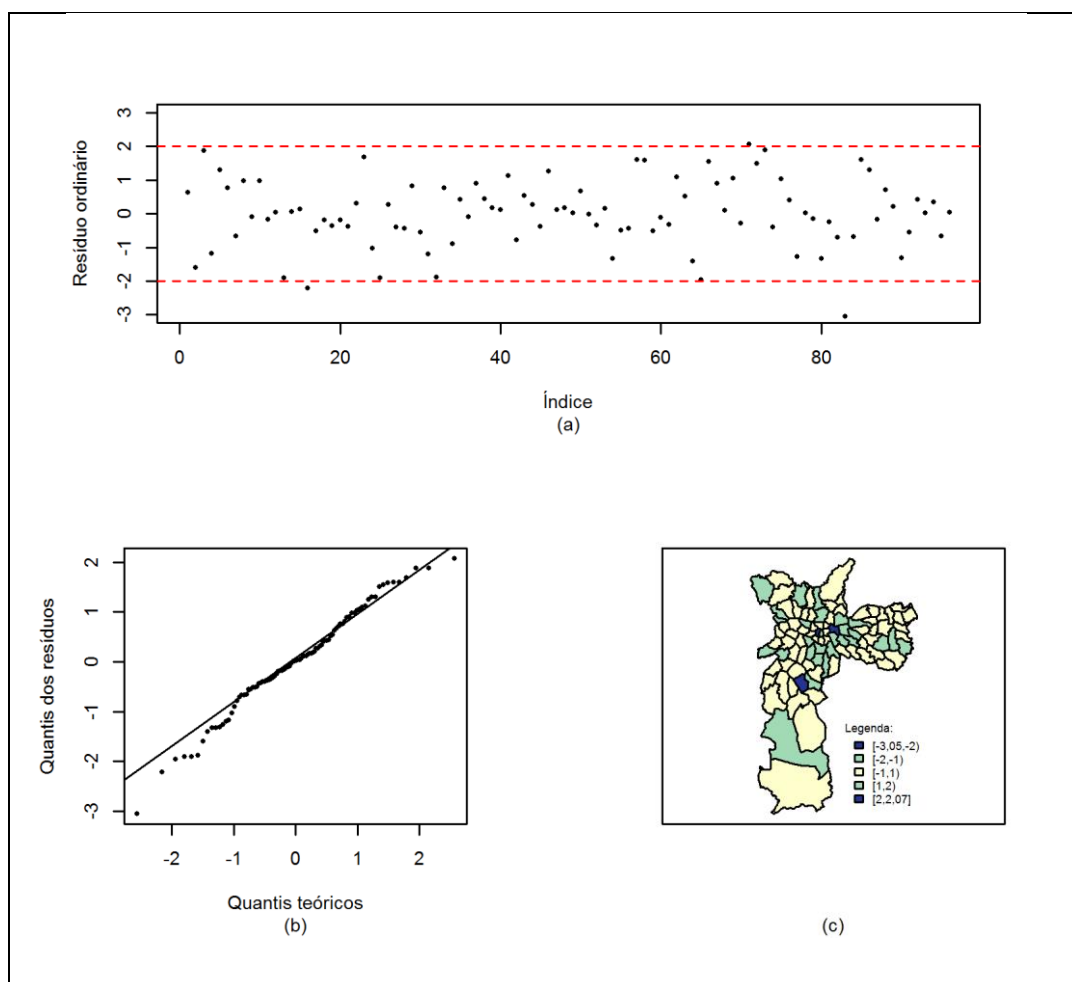 3
2
1
0
-1
-2
-3
Resíduo ordinário
0 20 40 60 80
Índice
(a)
2
1
0
-1
-2
-3
Quantis dos resíduos
-2 -1 0 1 2
Quantis teóricos
(b)
Legenda:
[-3,05,-2)
[-2,-1)
[-1,1)
[1,2)
[2,2,07]
(c)